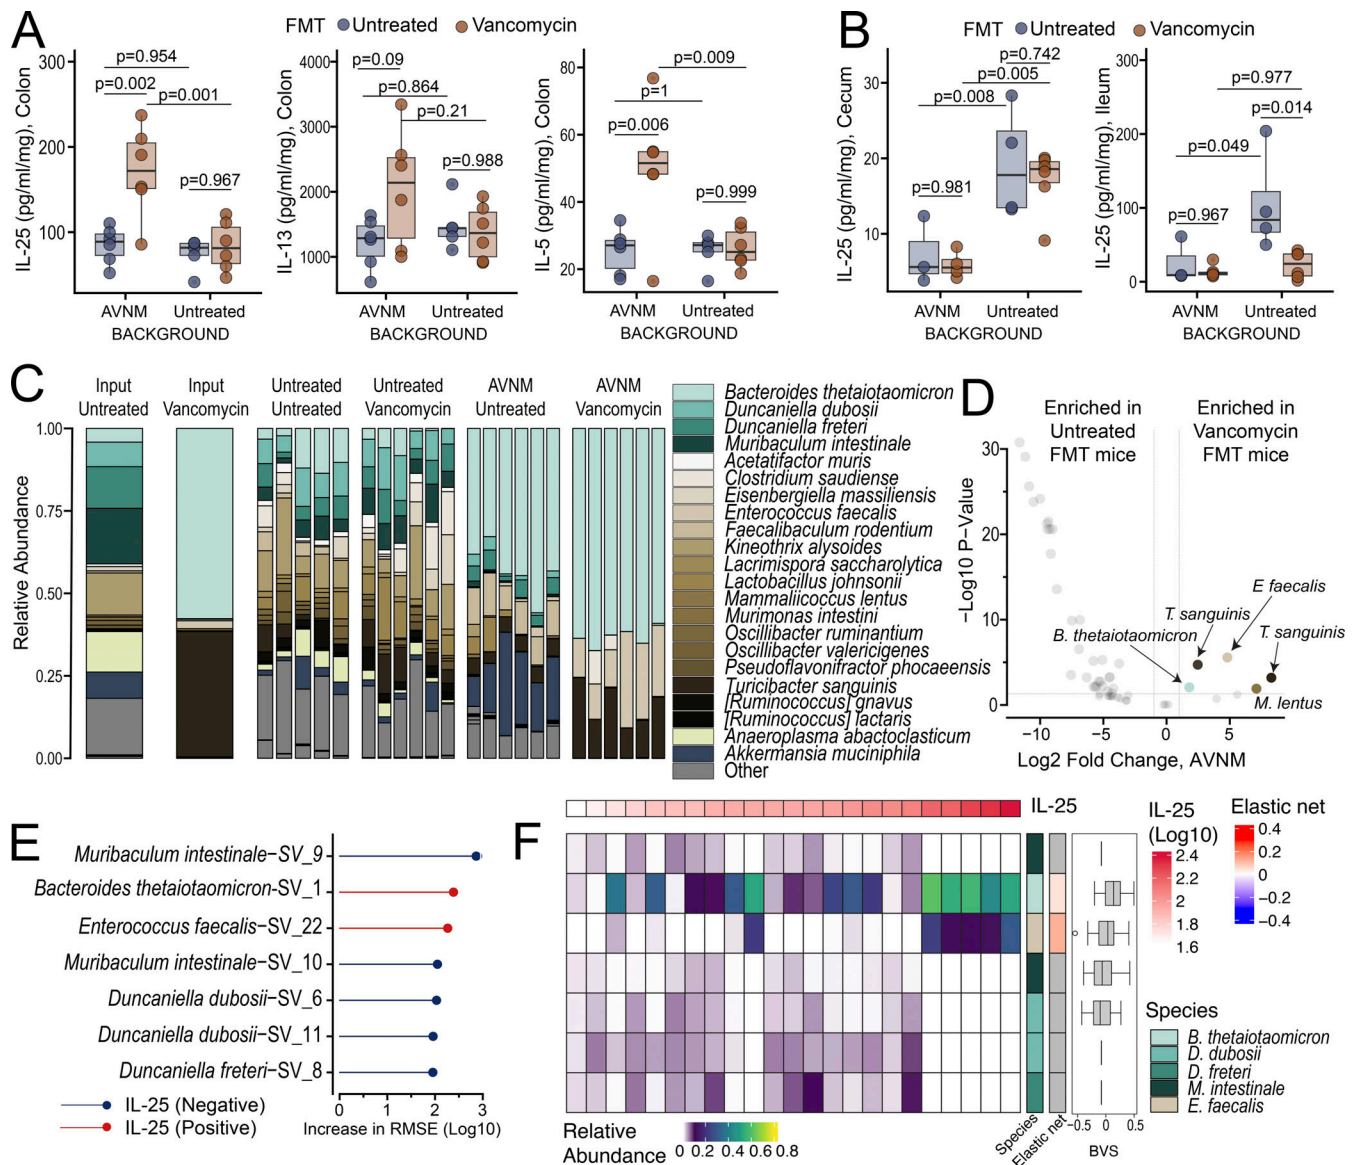 A
FMT Untreated Vancomycin
B
FMT Untreated Vancomycin
IL-25 (pg/ml/mg), Colon
300
200
100
p=0.954
p=0.002
p=0.001
p=0.967
AVNM Untreated
BACKGROUND
IL-13 (pg/ml/mg), Colon
4000
3000
2000
1000
p=0.09
p=0.864
p=0.21
p=0.988
AVNM Untreated
BACKGROUND
IL-5 (pg/ml/mg), Colon
80
60
40
20
p=0.009
p=1
p=0.006
p=0.999
AVNM Untreated
BACKGROUND
IL-25 (pg/ml/mg), Cecum
30
20
10
p=0.742
p=0.005
p=0.008
p=0.981
AVNM Untreated
BACKGROUND
IL-25 (pg/ml/mg), Ileum
300
200
100
0
p=0.977
p=0.014
p=0.049
p=0.967
AVNM Untreated
BACKGROUND
C
Input Untreated
Input Vancomycin
Untreated Untreated
Untreated Vancomycin
AVNM Untreated
AVNM Vancomycin
Relative Abundance
1.00
0.75
0.50
0.25
0.00
Bacteroides thetaiotaomicron
Duncaniella dubosii
Duncaniella freteri
Muribaculum intestinale
Acetatifactor muris
Clostridium saudiense
Eisenbergiella massiliensis
Enterococcus faecalis
Faecalibaculum rodentium
Kineothrix alysoides
Lacrimispora saccharolytica
Lactobacillus johnsonii
Mammaliicoccus lentus
Murimonas intestini
Oscillibacter ruminantium
Oscillibacter valericigenes
Pseudoflavonifractor phocaeensis
Turicibacter sanguinis
[Ruminococcus] gnavus
[Ruminococcus] lactaris
Anaeroplasma abactoclasticum
Akkermansia muciniphila
Other
D
Enriched in
Untreated
FMT mice
Enriched in
Vancomycin
FMT mice
−Log10 P-Value
30
20
10
0
E faecalis
T. sanguinis
B. thetaiotaomicron
T. sanguinis
M. lentus
−10 −5 0 5
Log2 Fold Change, AVNM
E
Muribaculum intestinale−SV_9
Bacteroides thetaiotaomicron-SV_1
Enterococcus faecalis−SV_22
Muribaculum intestinale−SV_10
Duncaniella dubosii−SV_6
Duncaniella dubosii−SV_11
Duncaniella freteri−SV_8
IL-25 (Negative)
IL-25 (Positive)
0 1 2 3
Increase in RMSE (Log10)
F
IL-25
IL-25
(Log10)
2.4
2.2
2.0
1.8
1.6
Elastic net
0.4
0.2
0
−0.2
−0.4
Species
B. thetaiotaomicron
D. dubosii
D. freteri
M. intestinale
E. faecalis
Relative
Abundance
0 0.2 0.4 0.6 0.8
Species
Elastic net
−0.5 0.0 0.5
BVS